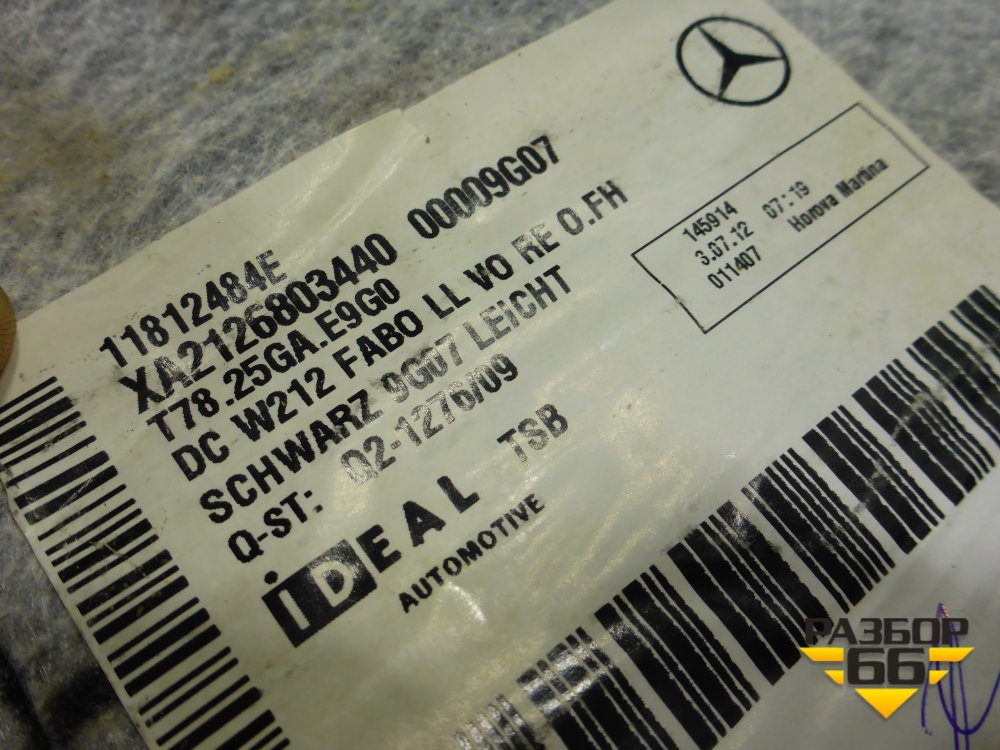 11812484E
XA2126803440 00009G07
T78.25GA.E9G0
DC W212 FABO LL VO RE O.FH
SCHWARZ 9G07 LEICHT
Q-ST: Q2-1276/09
iDEAL TSB
AUTOMOTIVE
145914
3.07.12 07:19
011407 Horova Martina
РАЗБОР
66